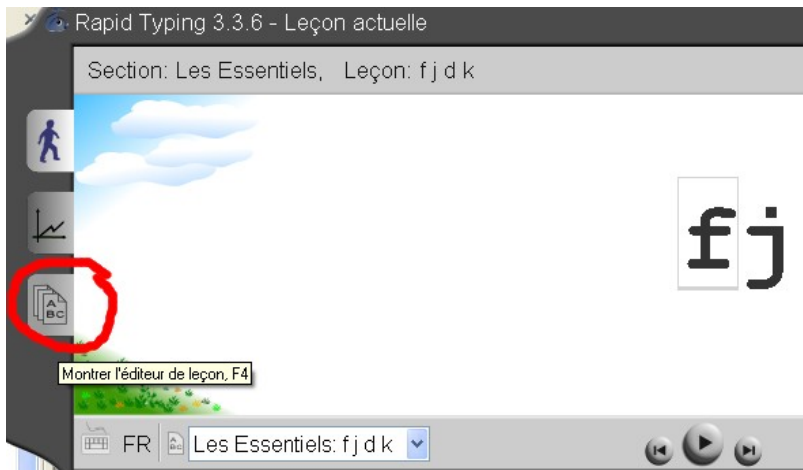 Rapid Typing 3.3.6 - Leçon actuelle
Section: Les Essentiels, Leçon: f j d k
fj
A
BC
Montrer l'éditeur de leçon, F4
FR
Les Essentiels: f j d k